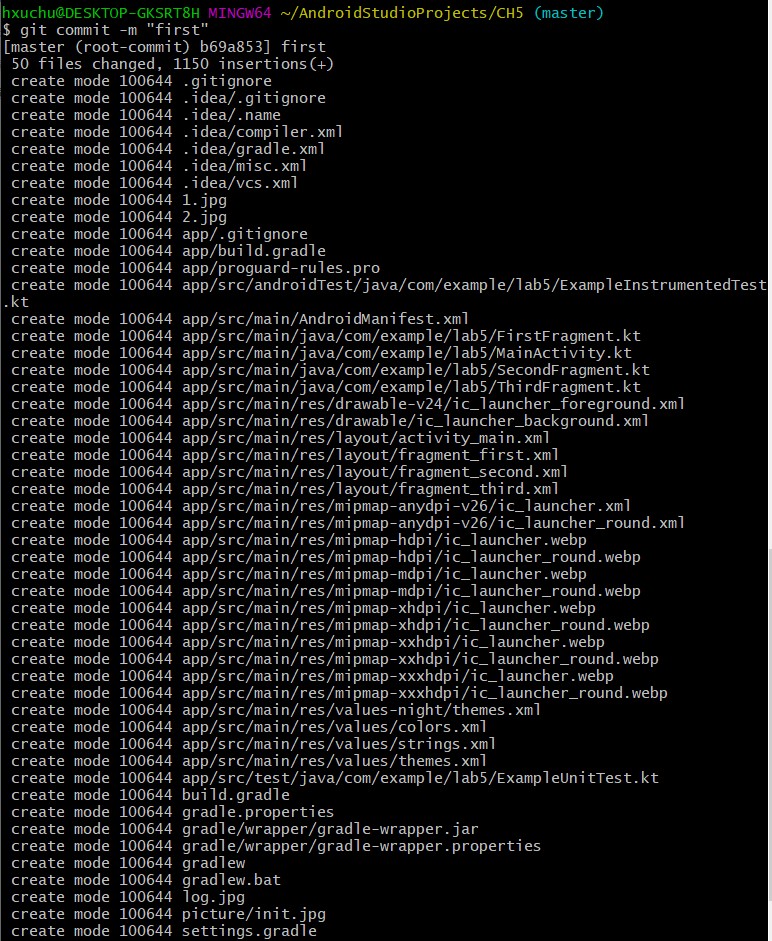 hxuchu@DESKTOP-GKSRT8H MINGW64 ~/AndroidStudioProjects/CH5 (master)
$ git commit -m "first"
[master (root-commit) b69a853] first
 50 files changed, 1150 insertions(+)
 create mode 100644 .gitignore
 create mode 100644 .idea/.gitignore
 create mode 100644 .idea/.name
 create mode 100644 .idea/compiler.xml
 create mode 100644 .idea/gradle.xml
 create mode 100644 .idea/misc.xml
 create mode 100644 .idea/vcs.xml
 create mode 100644 1.jpg
 create mode 100644 2.jpg
 create mode 100644 app/.gitignore
 create mode 100644 app/build.gradle
 create mode 100644 app/proguard-rules.pro
 create mode 100644 app/src/androidTest/java/com/example/lab5/ExampleInstrumentedTest
.kt
 create mode 100644 app/src/main/AndroidManifest.xml
 create mode 100644 app/src/main/java/com/example/lab5/FirstFragment.kt
 create mode 100644 app/src/main/java/com/example/lab5/MainActivity.kt
 create mode 100644 app/src/main/java/com/example/lab5/SecondFragment.kt
 create mode 100644 app/src/main/java/com/example/lab5/ThirdFragment.kt
 create mode 100644 app/src/main/res/drawable-v24/ic_launcher_foreground.xml
 create mode 100644 app/src/main/res/drawable/ic_launcher_background.xml
 create mode 100644 app/src/main/res/layout/activity_main.xml
 create mode 100644 app/src/main/res/layout/fragment_first.xml
 create mode 100644 app/src/main/res/layout/fragment_second.xml
 create mode 100644 app/src/main/res/layout/fragment_third.xml
 create mode 100644 app/src/main/res/mipmap-anydpi-v26/ic_launcher.xml
 create mode 100644 app/src/main/res/mipmap-anydpi-v26/ic_launcher_round.xml
 create mode 100644 app/src/main/res/mipmap-hdpi/ic_launcher.webp
 create mode 100644 app/src/main/res/mipmap-hdpi/ic_launcher_round.webp
 create mode 100644 app/src/main/res/mipmap-mdpi/ic_launcher.webp
 create mode 100644 app/src/main/res/mipmap-mdpi/ic_launcher_round.webp
 create mode 100644 app/src/main/res/mipmap-xhdpi/ic_launcher.webp
 create mode 100644 app/src/main/res/mipmap-xhdpi/ic_launcher_round.webp
 create mode 100644 app/src/main/res/mipmap-xxhdpi/ic_launcher.webp
 create mode 100644 app/src/main/res/mipmap-xxhdpi/ic_launcher_round.webp
 create mode 100644 app/src/main/res/mipmap-xxxhdpi/ic_launcher.webp
 create mode 100644 app/src/main/res/mipmap-xxxhdpi/ic_launcher_round.webp
 create mode 100644 app/src/main/res/values-night/themes.xml
 create mode 100644 app/src/main/res/values/colors.xml
 create mode 100644 app/src/main/res/values/strings.xml
 create mode 100644 app/src/main/res/values/themes.xml
 create mode 100644 app/src/test/java/com/example/lab5/ExampleUnitTest.kt
 create mode 100644 build.gradle
 create mode 100644 gradle.properties
 create mode 100644 gradle/wrapper/gradle-wrapper.jar
 create mode 100644 gradle/wrapper/gradle-wrapper.properties
 create mode 100644 gradlew
 create mode 100644 gradlew.bat
 create mode 100644 log.jpg
 create mode 100644 picture/init.jpg
 create mode 100644 settings.gradle